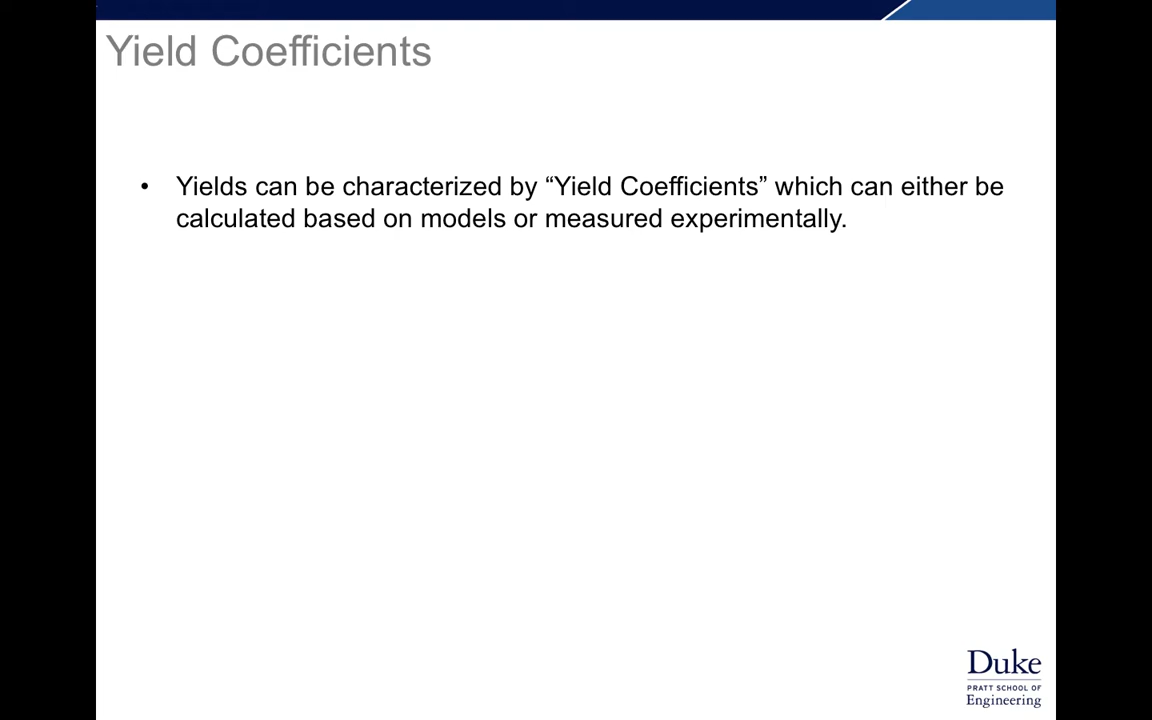 Yield Coefficients
• Yields can be characterized by “Yield Coefficients” which can either be
calculated based on models or measured experimentally.
Duke
PRATT SCHOOL OF
Engineering